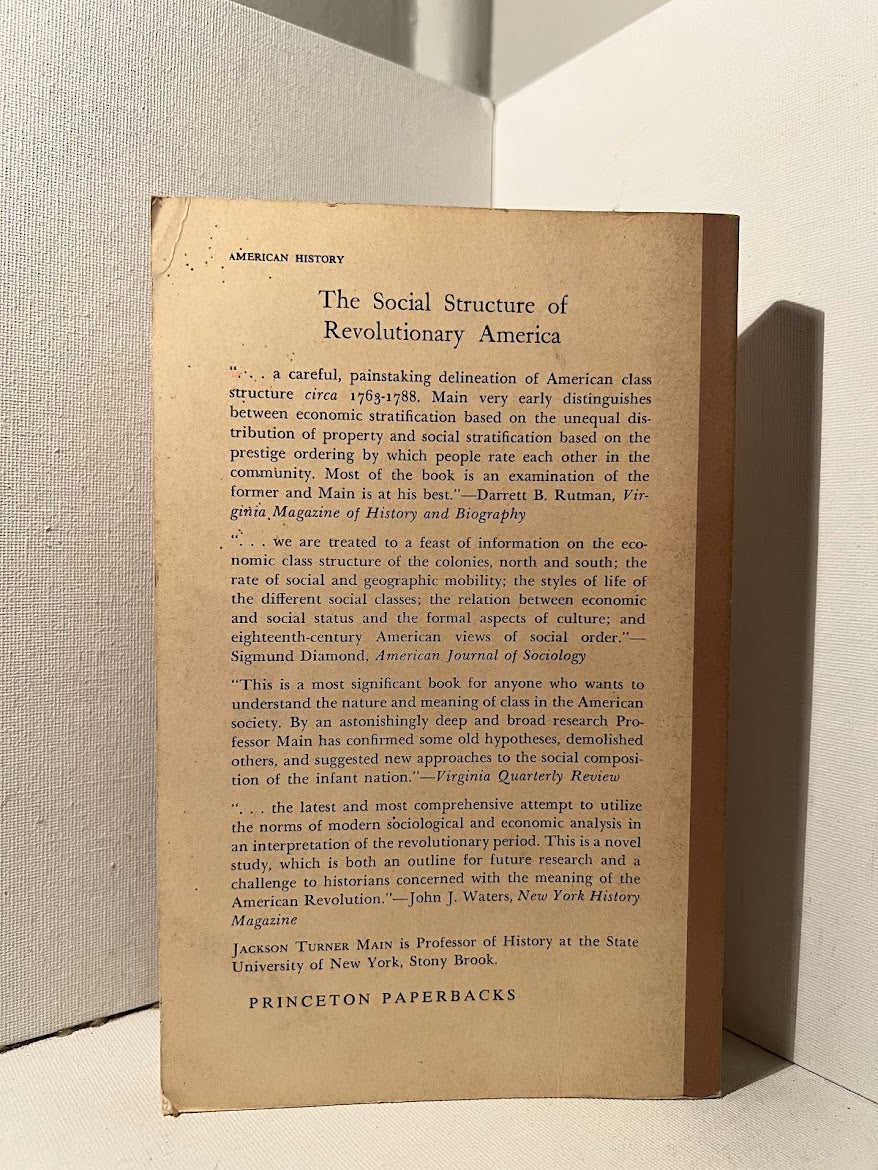 AMERICAN HISTORY
The Social Structure of
Revolutionary America
“. . . a careful, painstaking delineation of American class
structure circa 1763-1788. Main very early distinguishes
between economic stratification based on the unequal dis-
tribution of property and social stratification based on the
prestige ordering by which people rate each other in the
community. Most of the book is an examination of the
former and Main is at his best.”—Darrett B. Rutman, Vir-
ginia Magazine of History and Biography
“. . . we are treated to a feast of information on the eco-
nomic class structure of the colonies, north and south; the
rate of social and geographic mobility; the styles of life of
the different social classes; the relation between economic
and social status and the formal aspects of culture; and
eighteenth-century American views of social order.”—
Sigmund Diamond, American Journal of Sociology
“This is a most significant book for anyone who wants to
understand the nature and meaning of class in the American
society. By an astonishingly deep and broad research Pro-
fessor Main has confirmed some old hypotheses, demolished
others, and suggested new approaches to the social composi-
tion of the infant nation.”—Virginia Quarterly Review
“. . . the latest and most comprehensive attempt to utilize
the norms of modern sociological and economic analysis in
an interpretation of the revolutionary period. This is a novel
study, which is both an outline for future research and a
challenge to historians concerned with the meaning of the
American Revolution.”—John J. Waters, New York History
Magazine
JACKSON TURNER MAIN is Professor of History at the State
University of New York, Stony Brook.
PRINCETON PAPERBACKS